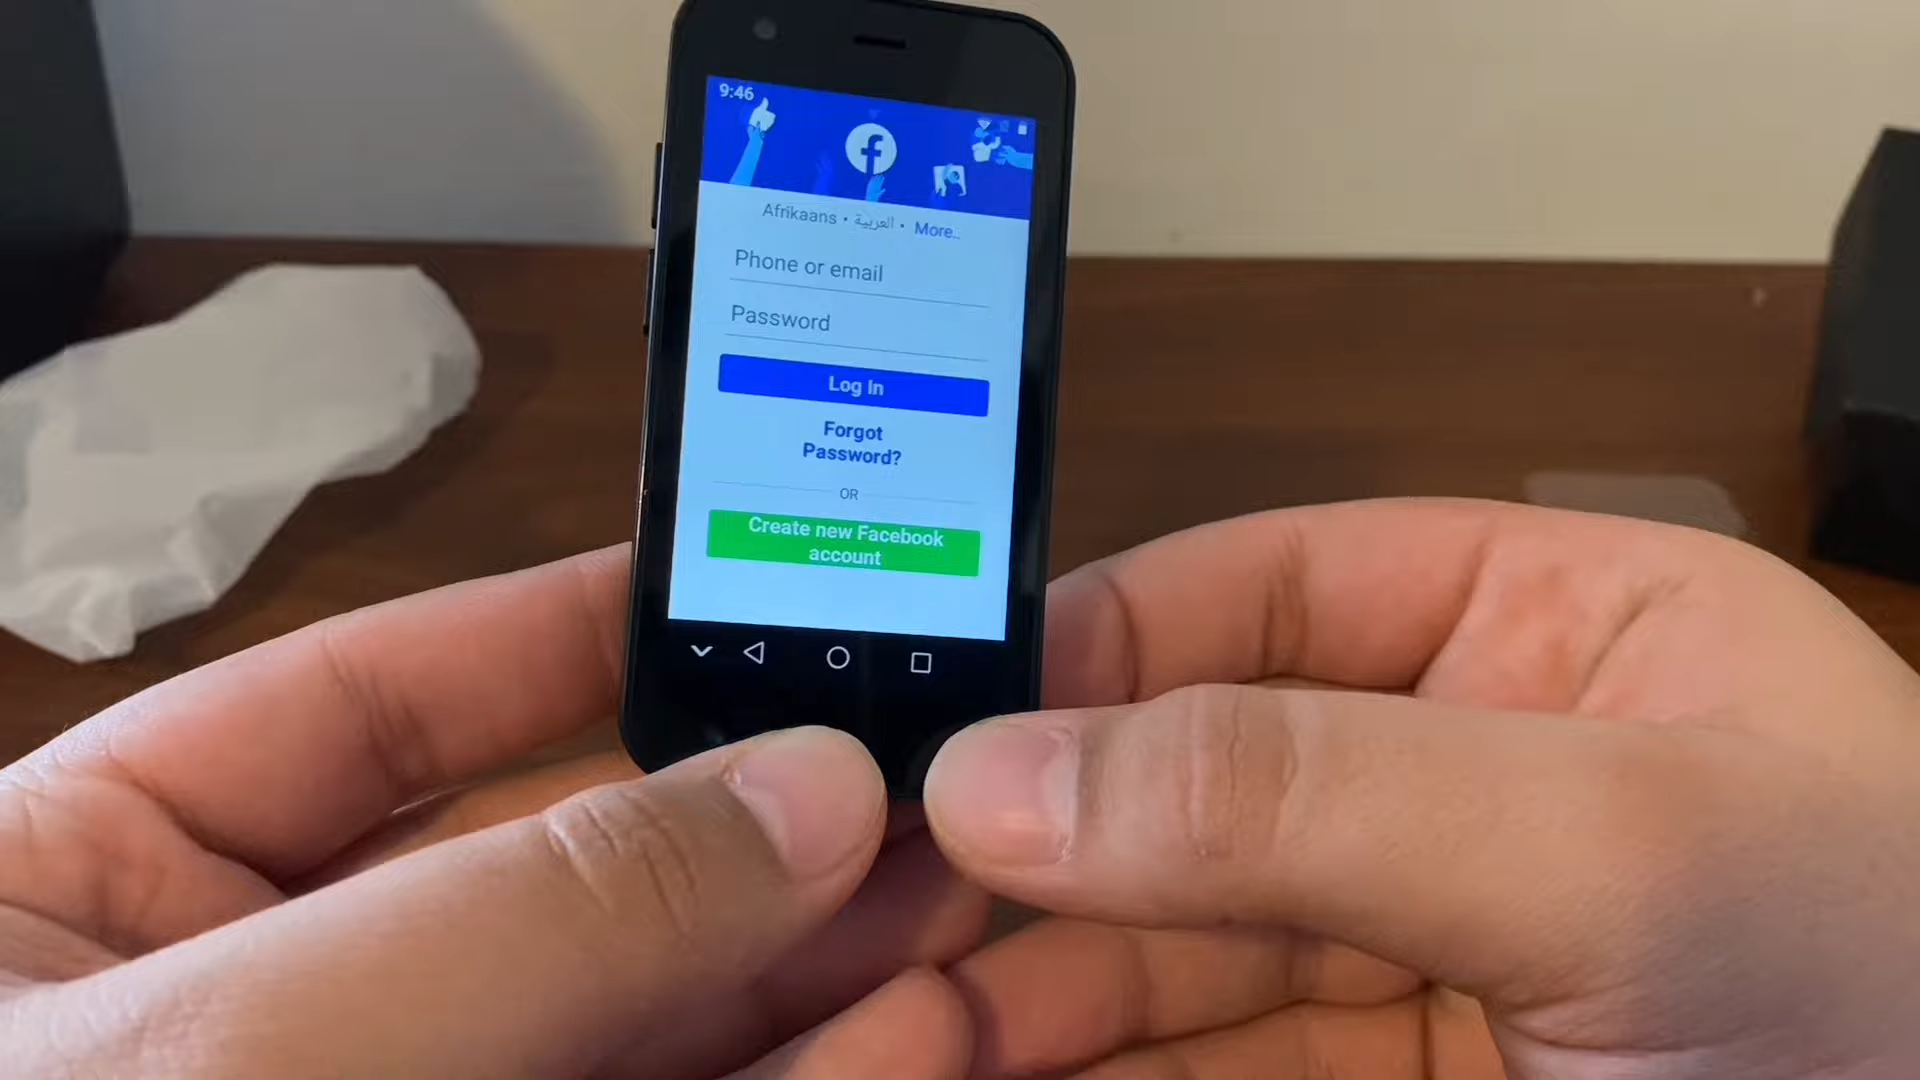 9:46
Afrikaans • العربية • More..
Phone or email
Password
Log In
Forgot
Password?
OR
Create new Facebook
account